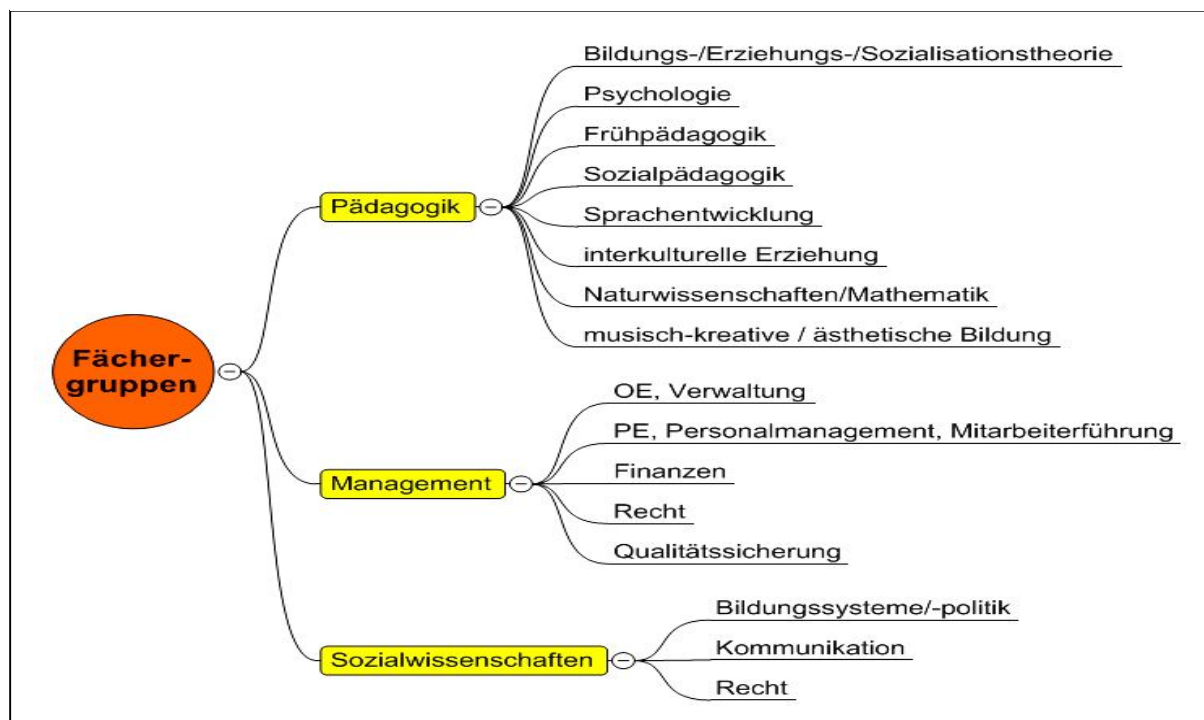 Fächer-
gruppen
Pädagogik
Bildungs-/Erziehungs-/Sozialisationstheorie
Psychologie
Frühpädagogik
Sozialpädagogik
Sprachentwicklung
interkulturelle Erziehung
Naturwissenschaften/Mathematik
musisch-kreative / ästhetische Bildung
Management
OE, Verwaltung
PE, Personalmanagement, Mitarbeiterführung
Finanzen
Recht
Qualitätssicherung
Sozialwissenschaften
Bildungssysteme/-politik
Kommunikation
Recht